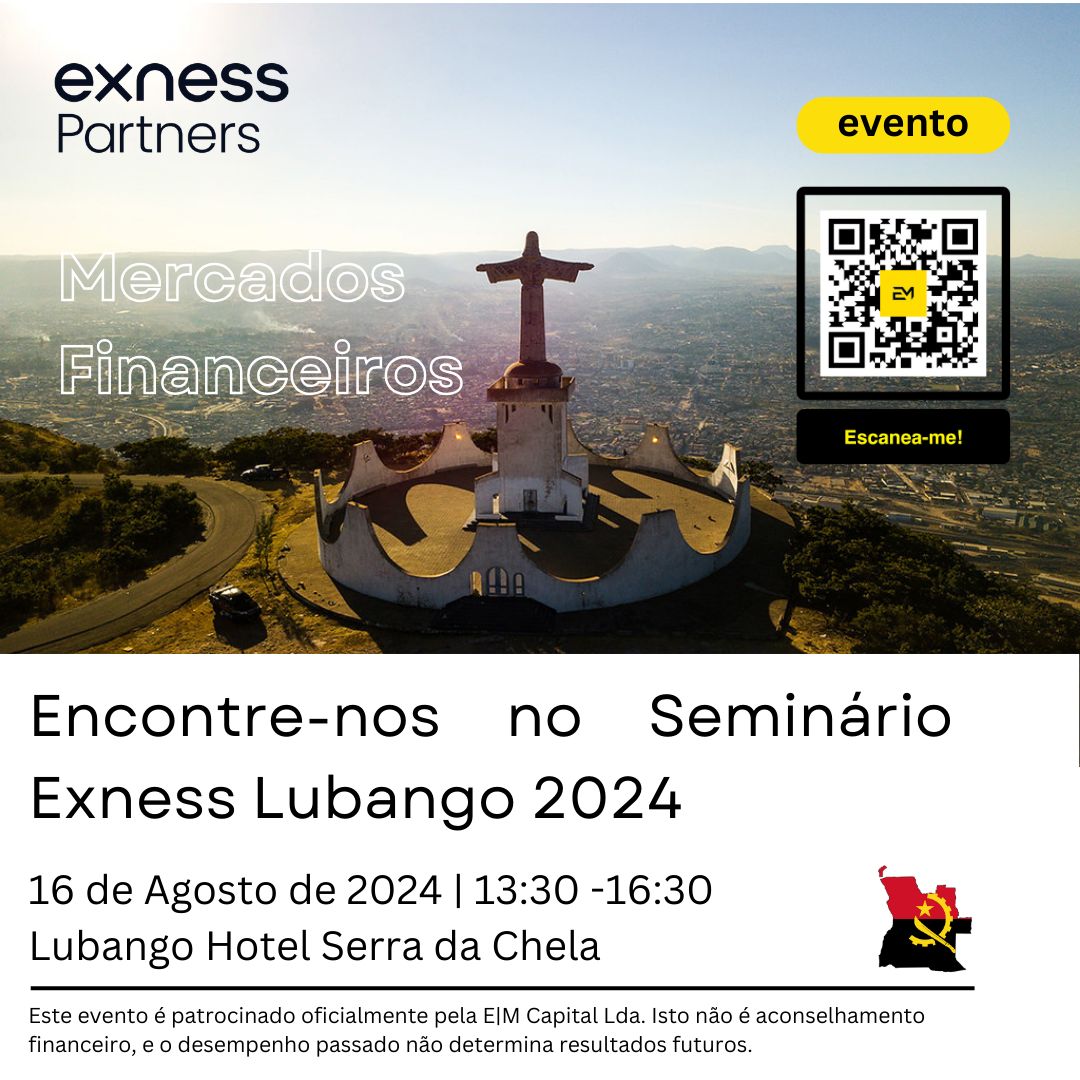 exness
Partners
evento
Mercados
Financeiros
EM
Escanea-me!
Encontre-nos no Seminário
Exness Lubango 2024
16 de Agosto de 2024 | 13:30 -16:30
Lubango Hotel Serra da Chela
Este evento é patrocinado oficialmente pela E|M Capital Lda. Isto não é aconselhamento
financeiro, e o desempenho passado não determina resultados futuros.